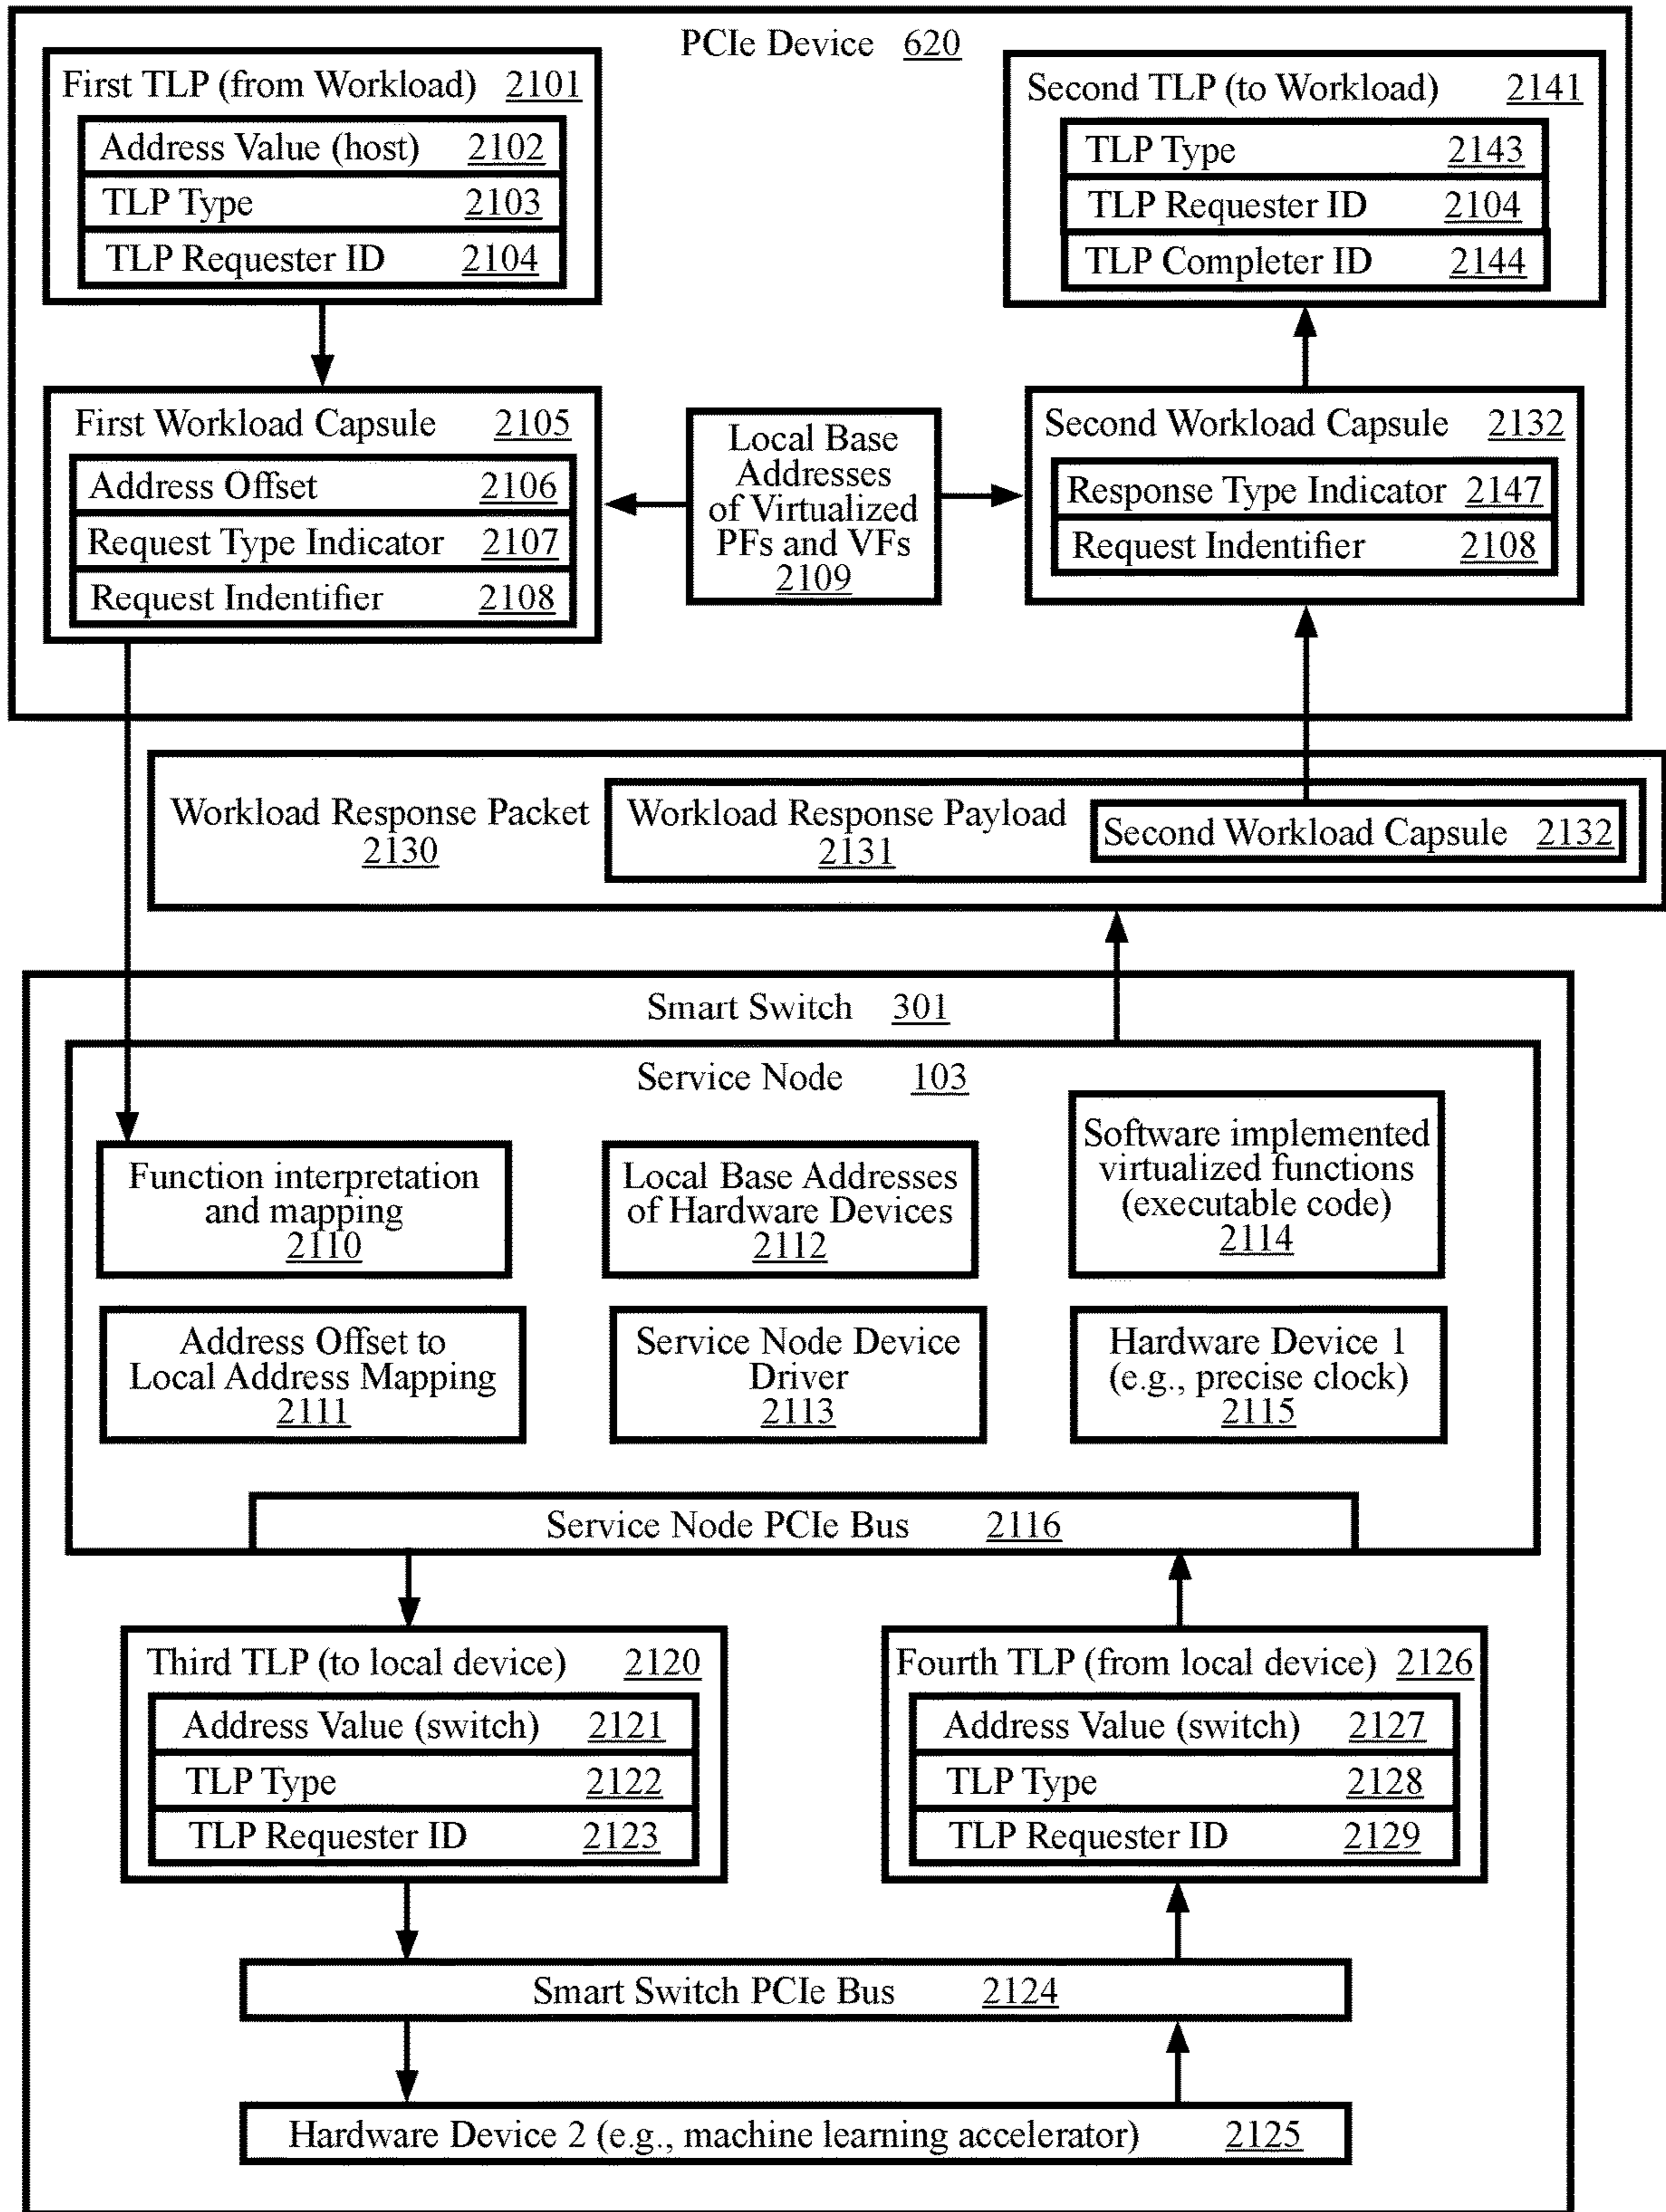 PCIe Device 620
First TLP (from Workload) 2101
Address Value (host) 2102
TLP Type 2103
TLP Requester ID 2104
Second TLP (to Workload) 2141
TLP Type 2143
TLP Requester ID 2104
TLP Completer ID 2144
First Workload Capsule 2105
Address Offset 2106
Request Type Indicator 2107
Request Indentifier 2108
Local Base
Addresses
of Virtualized
PFs and VFs
2109
Second Workload Capsule 2132
Response Type Indicator 2147
Request Indentifier 2108
Workload Response Packet
2130
Workload Response Payload
2131
Second Workload Capsule 2132
Smart Switch 301
Service Node 103
Function interpretation
and mapping
2110
Local Base Addresses
of Hardware Devices
2112
Software implemented
virtualized functions
(executable code)
2114
Address Offset to
Local Address Mapping
2111
Service Node Device
Driver
2113
Hardware Device 1
(e.g., precise clock)
2115
Service Node PCIe Bus 2116
Third TLP (to local device) 2120
Address Value (switch) 2121
TLP Type 2122
TLP Requester ID 2123
Fourth TLP (from local device) 2126
Address Value (switch) 2127
TLP Type 2128
TLP Requester ID 2129
Smart Switch PCIe Bus 2124
Hardware Device 2 (e.g., machine learning accelerator) 2125